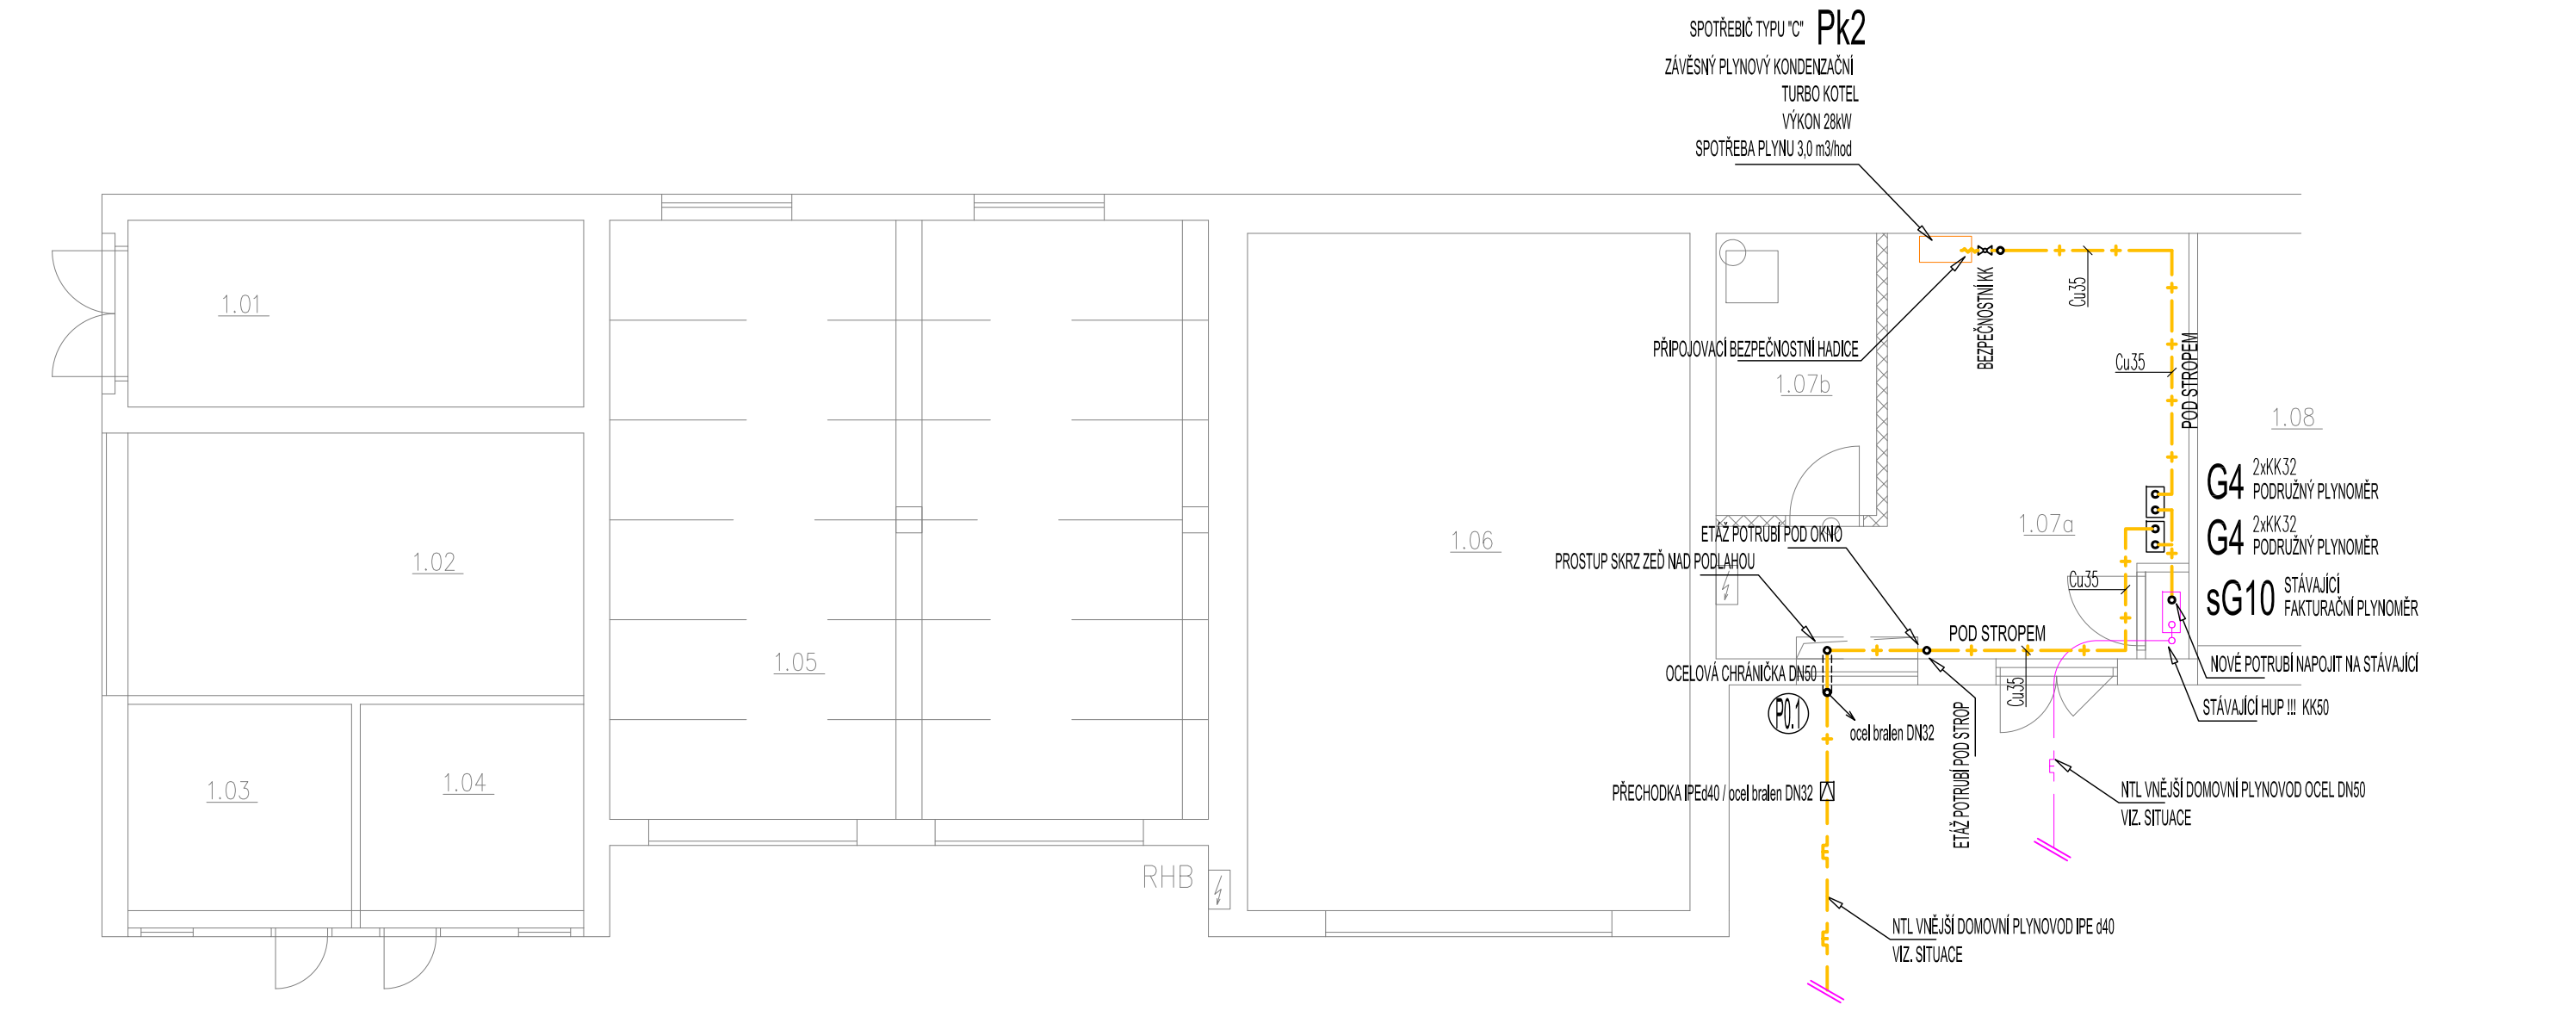 SPOTŘEBIČ TYPU "C" Pk2
ZÁVĚSNÝ PLYNOVÝ KONDENZAČNÍ
TURBO KOTEL
VÝKON 28kW
SPOTŘEBA PLYNU 3,0 m3/hod
1.01
1.02
1.03
1.04
1.05
RHB
1.06
PŘIPOJOVACÍ BEZPEČNOSTNÍ HADICE
1.07b
BEZPEČNOSTNÍ KK
Cu35
Cu35
POD STROPEM
1.08
G4 2xKK32
PODRUŽNÝ PLYNOMĚR
G4 2xKK32
PODRUŽNÝ PLYNOMĚR
sG10 STÁVAJÍCÍ
FAKTURAČNÍ PLYNOMĚR
1.07a
ETÁŽ POTRUBÍ POD OKNO
PROSTUP SKRZ ZEĎ NAD PODLAHOU
Cu35
POD STROPEM
OCELOVÁ CHRÁNIČKA DN50
Cu35
NOVÉ POTRUBÍ NAPOJIT NA STÁVAJÍCÍ
STÁVAJÍCÍ HUP !!! KK50
P0.1
ocel bralen DN32
ETÁŽ POTRUBÍ POD STROP
PŘECHODKA IPEd40 / ocel bralen DN32
NTL VNĚJŠÍ DOMOVNÍ PLYNOVOD OCEL DN50
VIZ. SITUACE
NTL VNĚJŠÍ DOMOVNÍ PLYNOVOD IPE d40
VIZ. SITUACE